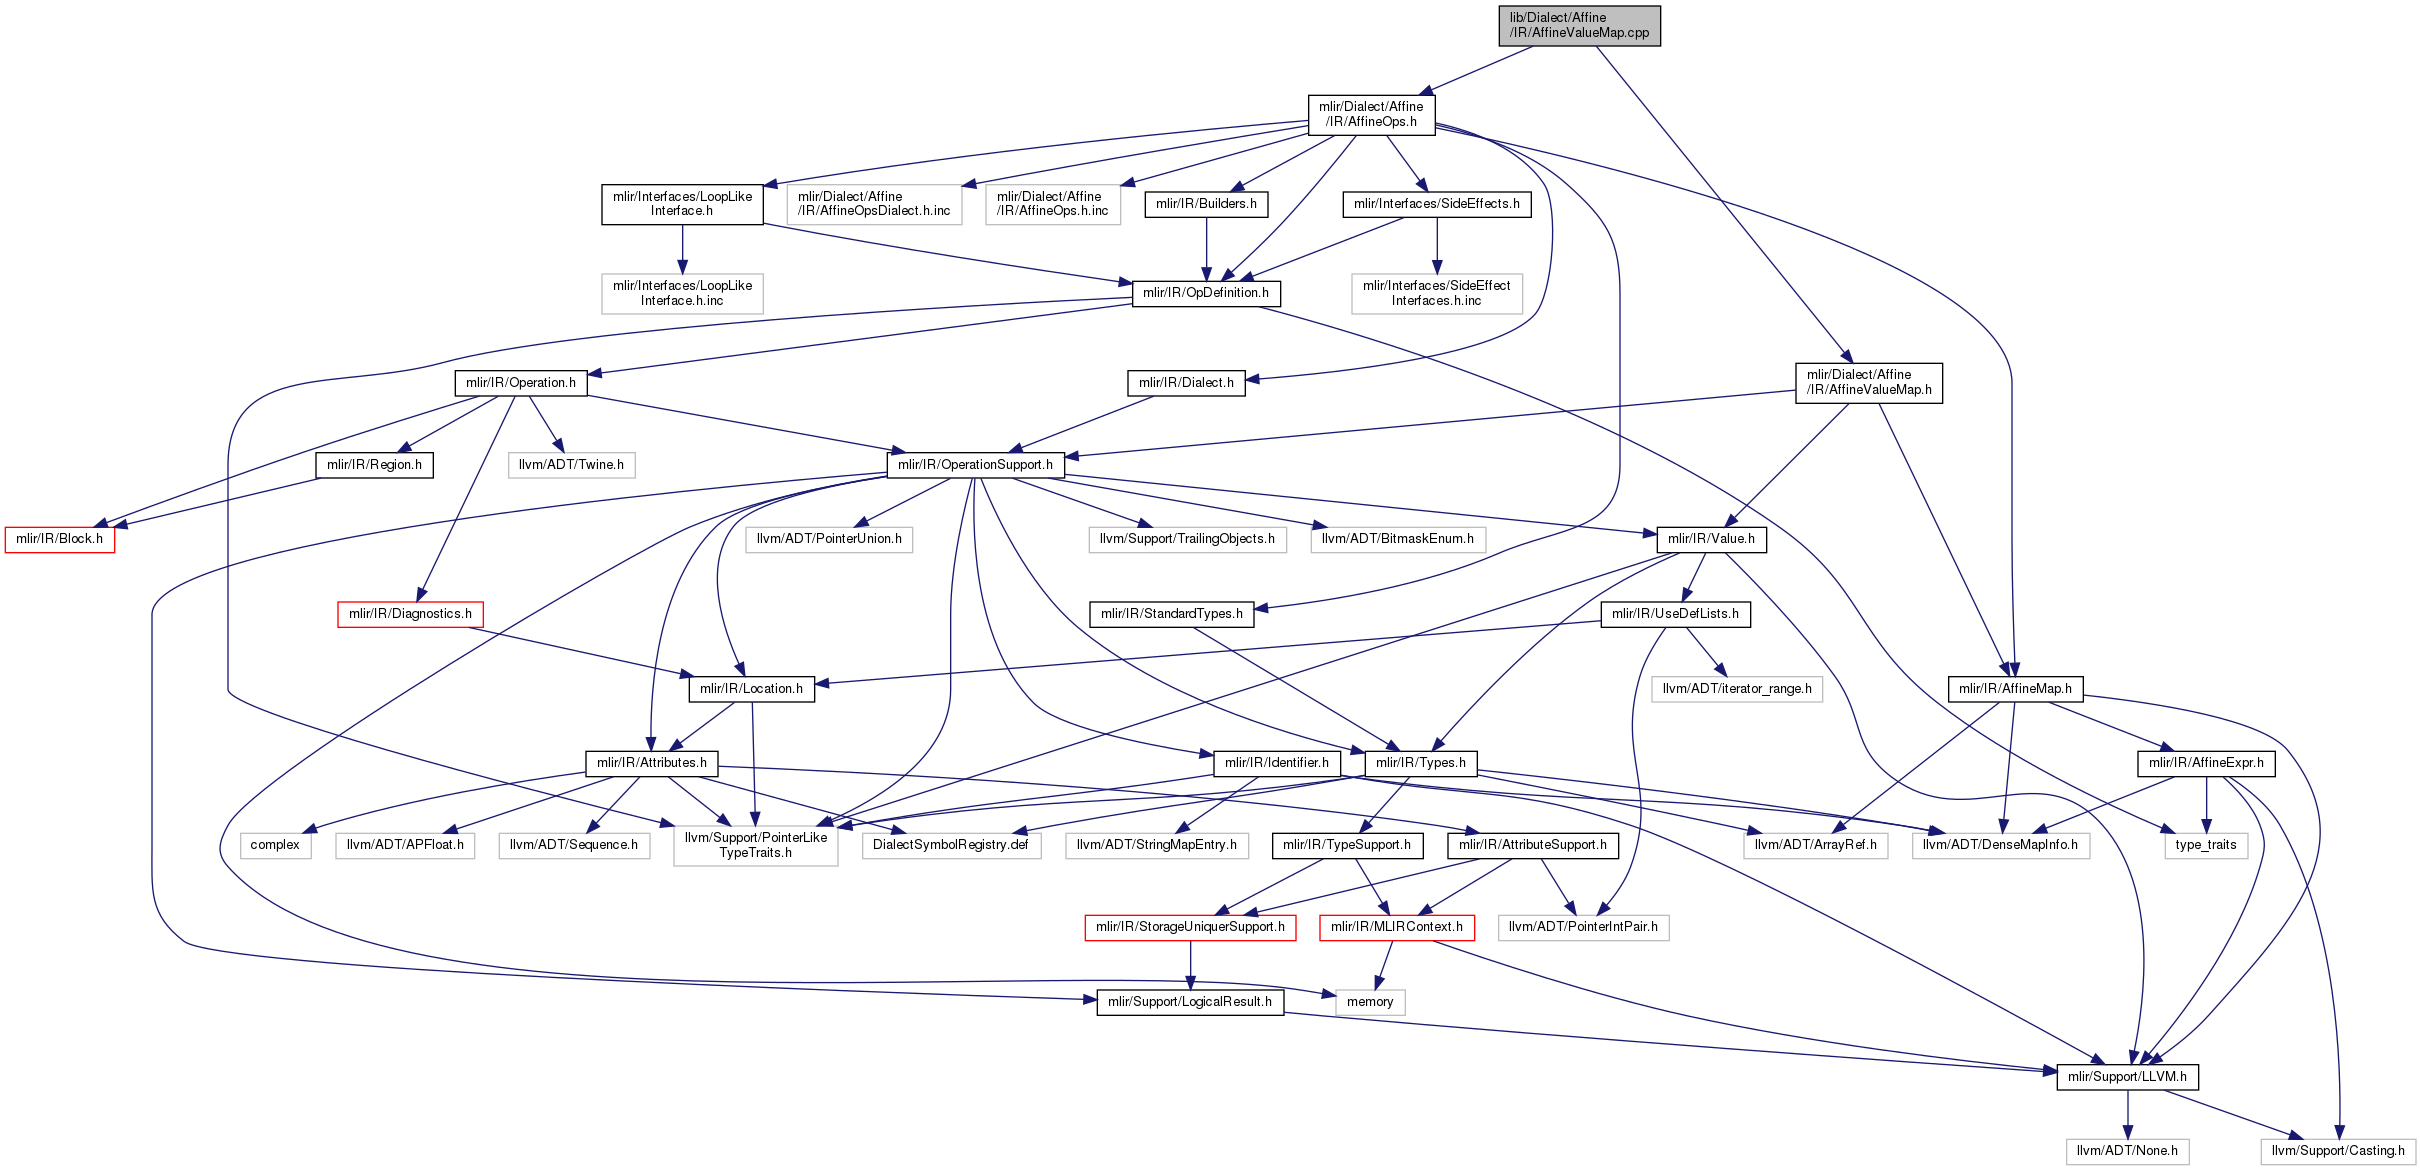 lib/Dialect/Affine
/IR/AffineValueMap.cpp
mlir/Dialect/Affine
/IR/AffineOps.h
mlir/Interfaces/LoopLike
Interface.h
mlir/Dialect/Affine
/IR/AffineOpsDialect.h.inc
mlir/Dialect/Affine
/IR/AffineOps.h.inc
mlir/IR/Builders.h
mlir/Interfaces/SideEffects.h
mlir/Interfaces/LoopLike
Interface.h.inc
mlir/IR/OpDefinition.h
mlir/Interfaces/SideEffect
Interfaces.h.inc
mlir/IR/Operation.h
mlir/IR/Dialect.h
mlir/Dialect/Affine
/IR/AffineValueMap.h
mlir/IR/Region.h
llvm/ADT/Twine.h
mlir/IR/OperationSupport.h
mlir/IR/Block.h
llvm/ADT/PointerUnion.h
llvm/Support/TrailingObjects.h
llvm/ADT/BitmaskEnum.h
mlir/IR/Value.h
mlir/IR/Diagnostics.h
mlir/IR/StandardTypes.h
mlir/IR/UseDefLists.h
mlir/IR/Location.h
llvm/ADT/iterator_range.h
mlir/IR/AffineMap.h
mlir/IR/Attributes.h
mlir/IR/Identifier.h
mlir/IR/Types.h
mlir/IR/AffineExpr.h
complex
llvm/ADT/APFloat.h
llvm/ADT/Sequence.h
llvm/Support/PointerLike
TypeTraits.h
DialectSymbolRegistry.def
llvm/ADT/StringMapEntry.h
mlir/IR/TypeSupport.h
mlir/IR/AttributeSupport.h
llvm/ADT/ArrayRef.h
llvm/ADT/DenseMapInfo.h
type_traits
mlir/IR/StorageUniquerSupport.h
mlir/IR/MLIRContext.h
llvm/ADT/PointerIntPair.h
mlir/Support/LogicalResult.h
memory
mlir/Support/LLVM.h
llvm/ADT/None.h
llvm/Support/Casting.h